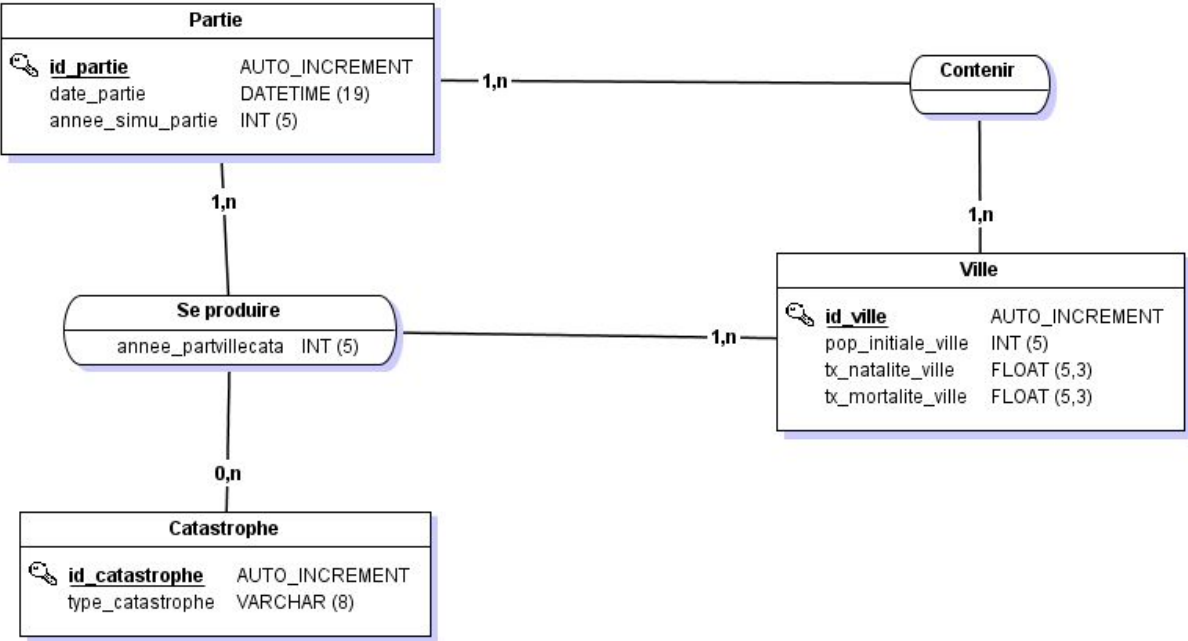 Partie
id_partie AUTO_INCREMENT
date_partie DATETIME (19)
annee_simu_partie INT (5)
1,n
Contenir
1,n
1,n
Ville
id_ville AUTO_INCREMENT
pop_initiale_ville INT (5)
tx_natalite_ville FLOAT (5,3)
tx_mortalite_ville FLOAT (5,3)
Se produire
annee_partvillecata INT (5)
1,n
0,n
Catastrophe
id_catastrophe AUTO_INCREMENT
type_catastrophe VARCHAR (8)